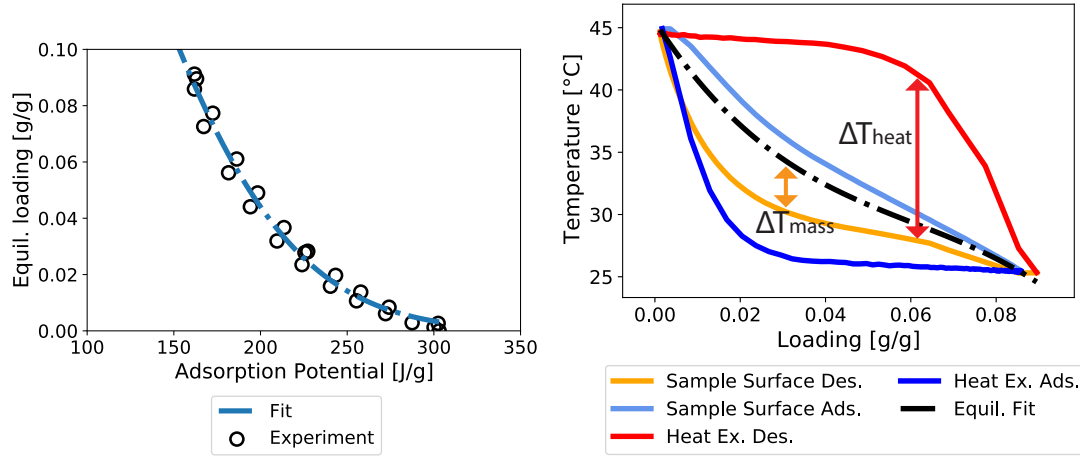 0.10
0.08
0.06
0.04
0.02
0.00
Equil. loading [g/g]
100 150 200 250 300 350
Adsorption Potential [J/g]
Fit
Experiment
45
40
35
30
25
Temperature [°C]
ΔTheat
ΔTmass
0.00 0.02 0.04 0.06 0.08
Loading [g/g]
Sample Surface Des.
Sample Surface Ads.
Heat Ex. Des.
Heat Ex. Ads.
Equil. Fit